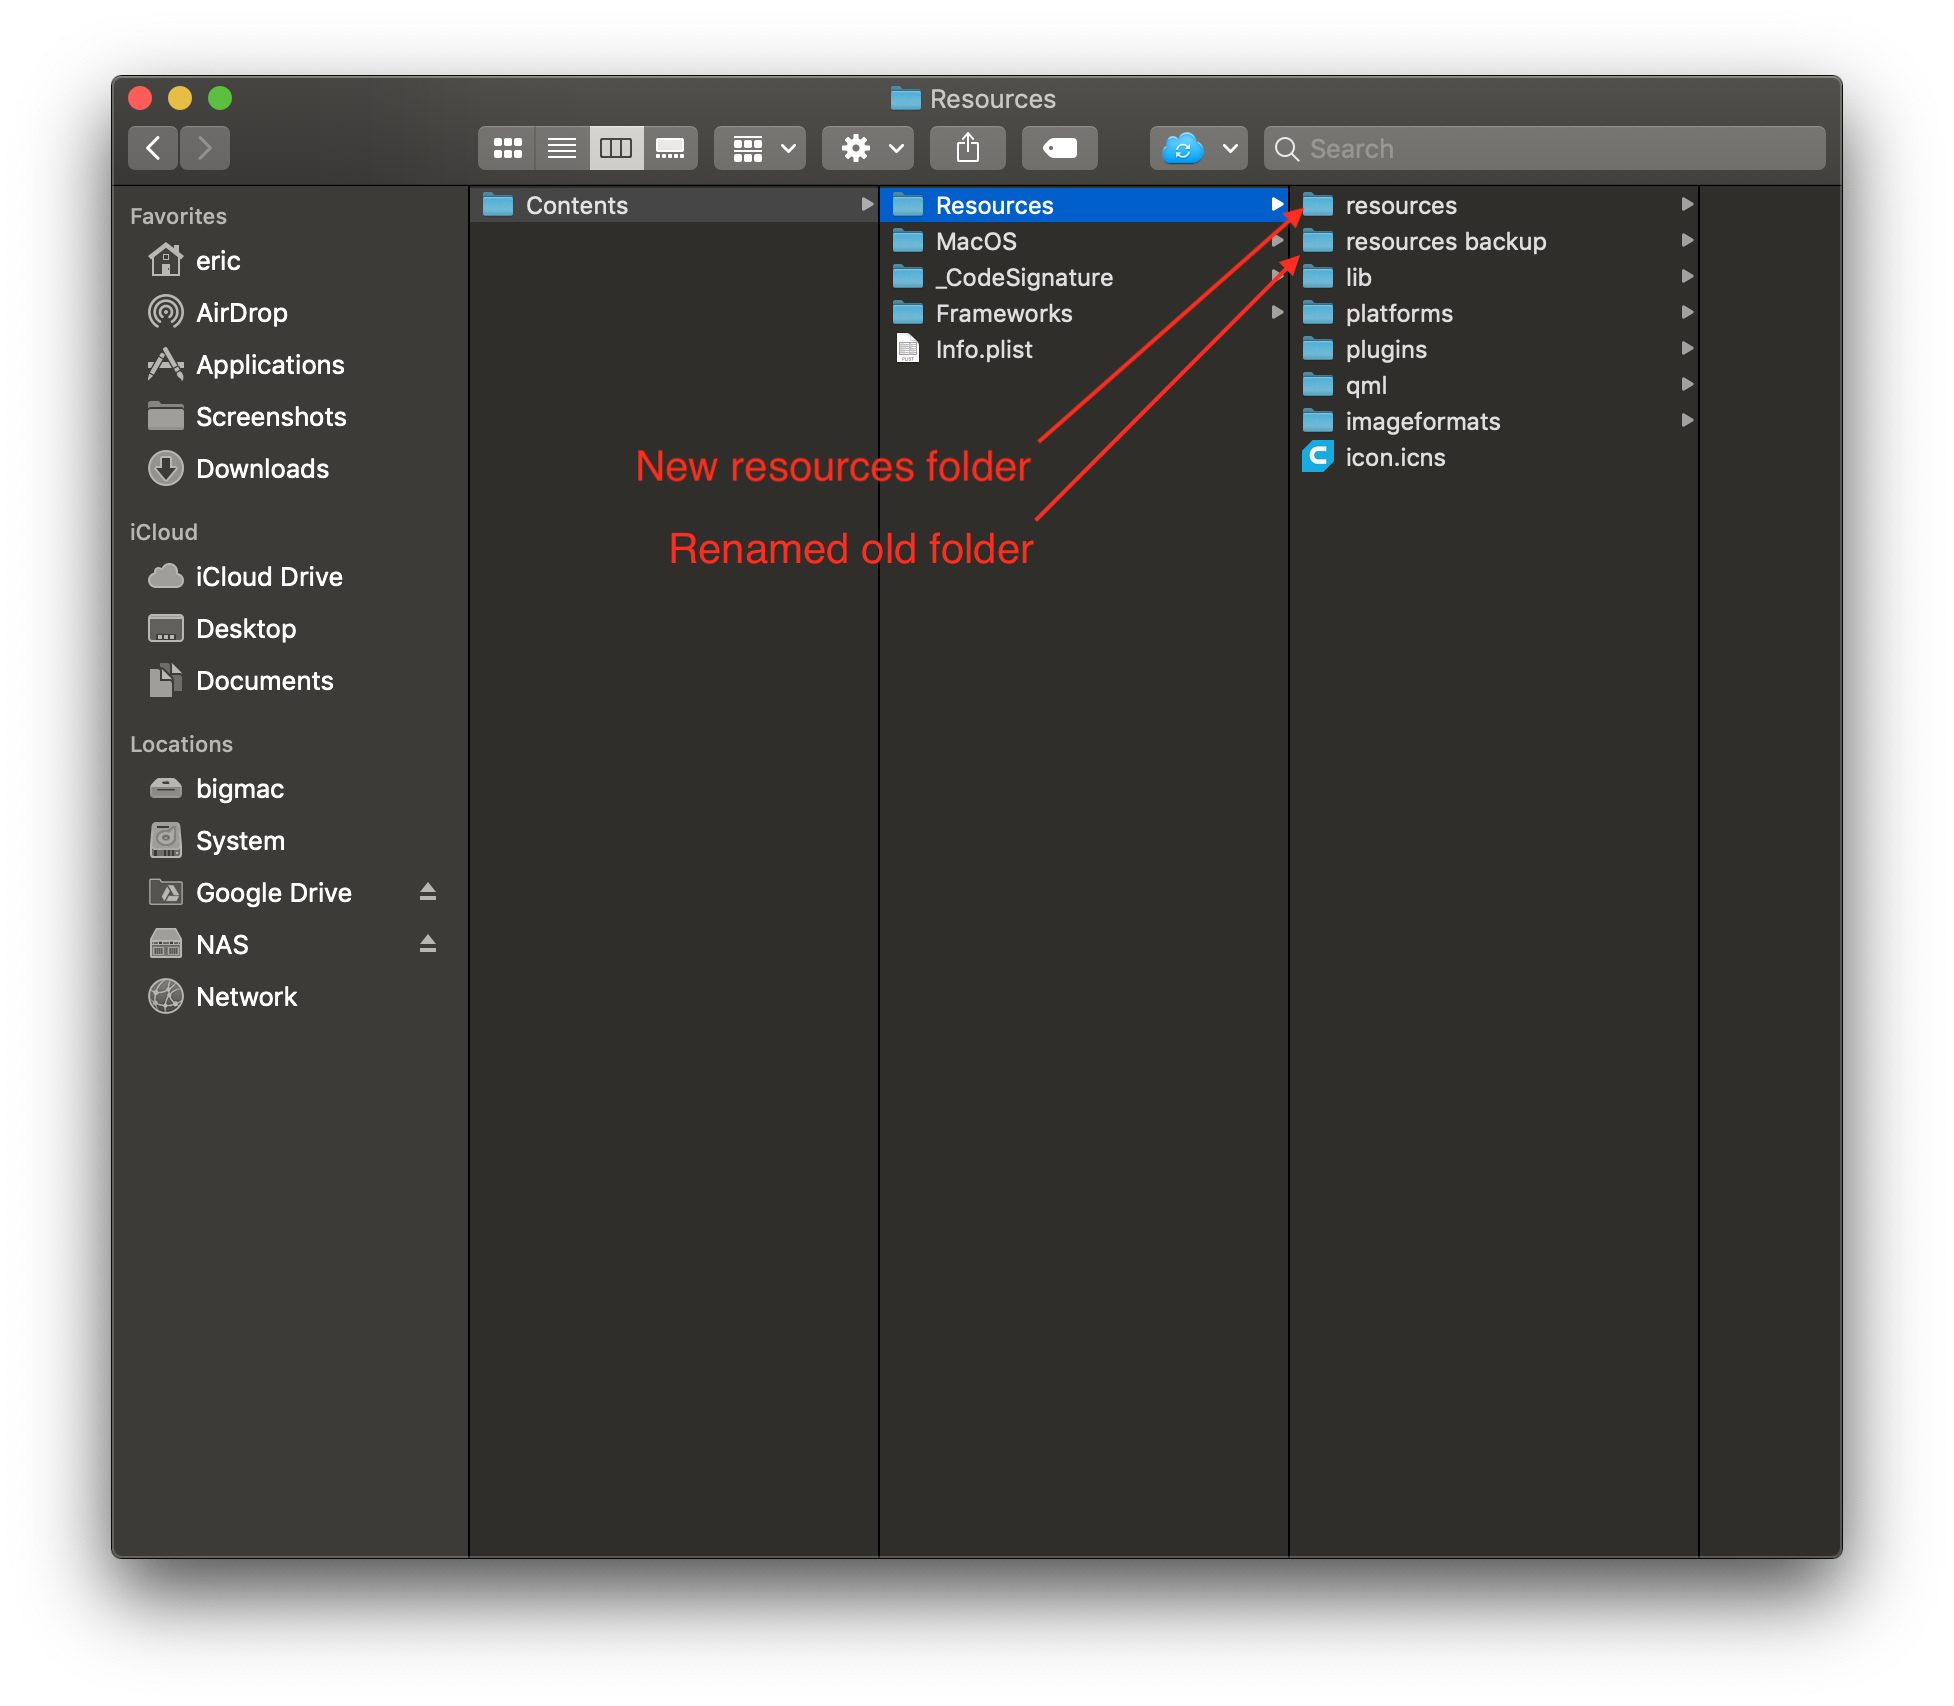 Resources
Search
Favorites
eric
AirDrop
Applications
Screenshots
Downloads
iCloud
iCloud Drive
Desktop
Documents
Locations
bigmac
System
Google Drive
NAS
Network
Contents
Resources
MacOS
_CodeSignature
Frameworks
Info.plist
New resources folder
Renamed old folder
resources
resources backup
lib
platforms
plugins
qml
imageformats
icon.icns